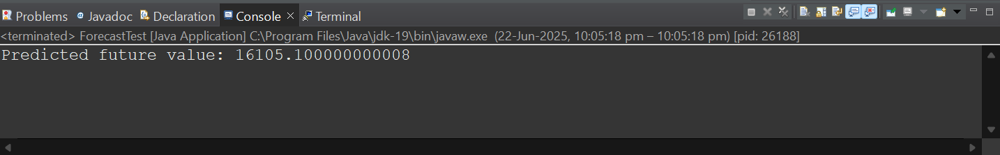 Problems @ Javadoc Declaration Console Terminal
<terminated> ForecastTest [Java Application] C:\Program Files\Java\jdk-19\bin\javaw.exe (22-Jun-2025, 10:05:18 pm – 10:05:18 pm) [pid: 26188]
Predicted future value: 16105.100000000008